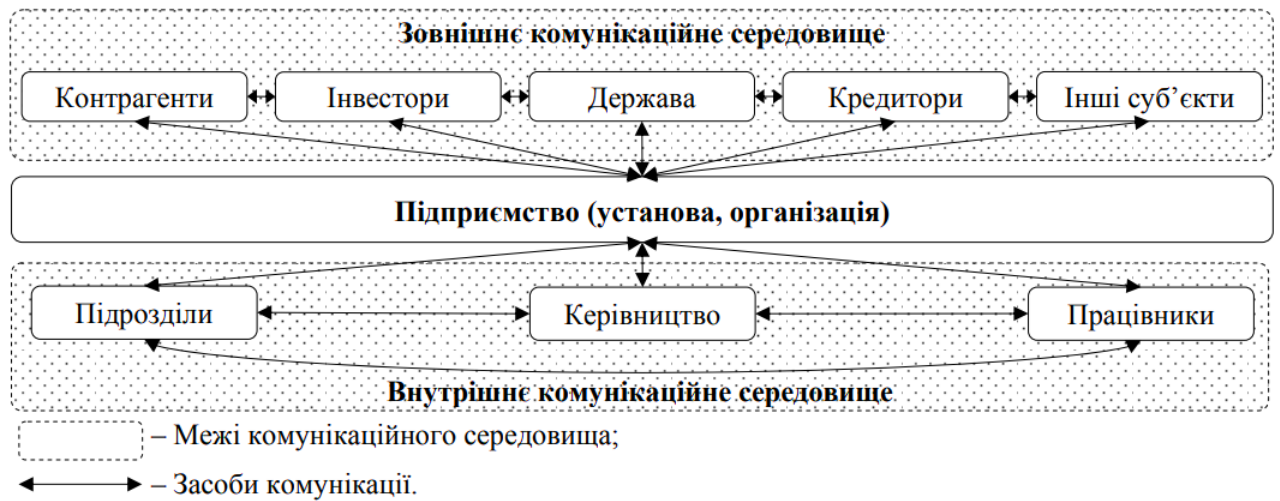 Зовнішнє комунікаційне середовище
Контрагенти
Інвестори
Держава
Кредитори
Інші суб’єкти
Підприємство (установа, організація)
Підрозділи
Керівництво
Працівники
Внутрішнє комунікаційне середовище
– Межі комунікаційного середовища;
– Засоби комунікації.